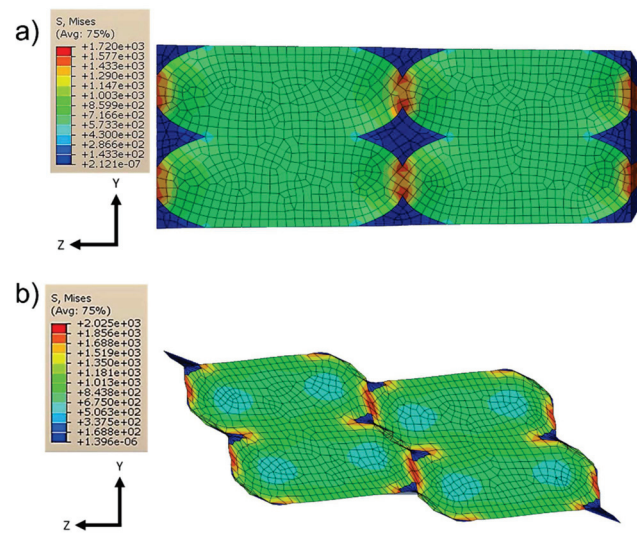 a)
S, Mises
(Avg: 75%)
+1.720e+03
+1.577e+03
+1.433e+03
+1.290e+03
+1.147e+03
+1.003e+03
+8.599e+02
+7.166e+02
+5.733e+02
+4.300e+02
+2.866e+02
+1.433e+02
+2.121e-07
Y
Z
b)
S, Mises
(Avg: 75%)
+2.025e+03
+1.856e+03
+1.688e+03
+1.519e+03
+1.350e+03
+1.181e+03
+1.013e+03
+8.438e+02
+6.750e+02
+5.063e+02
+3.375e+02
+1.688e+02
+1.396e-06
Y
Z